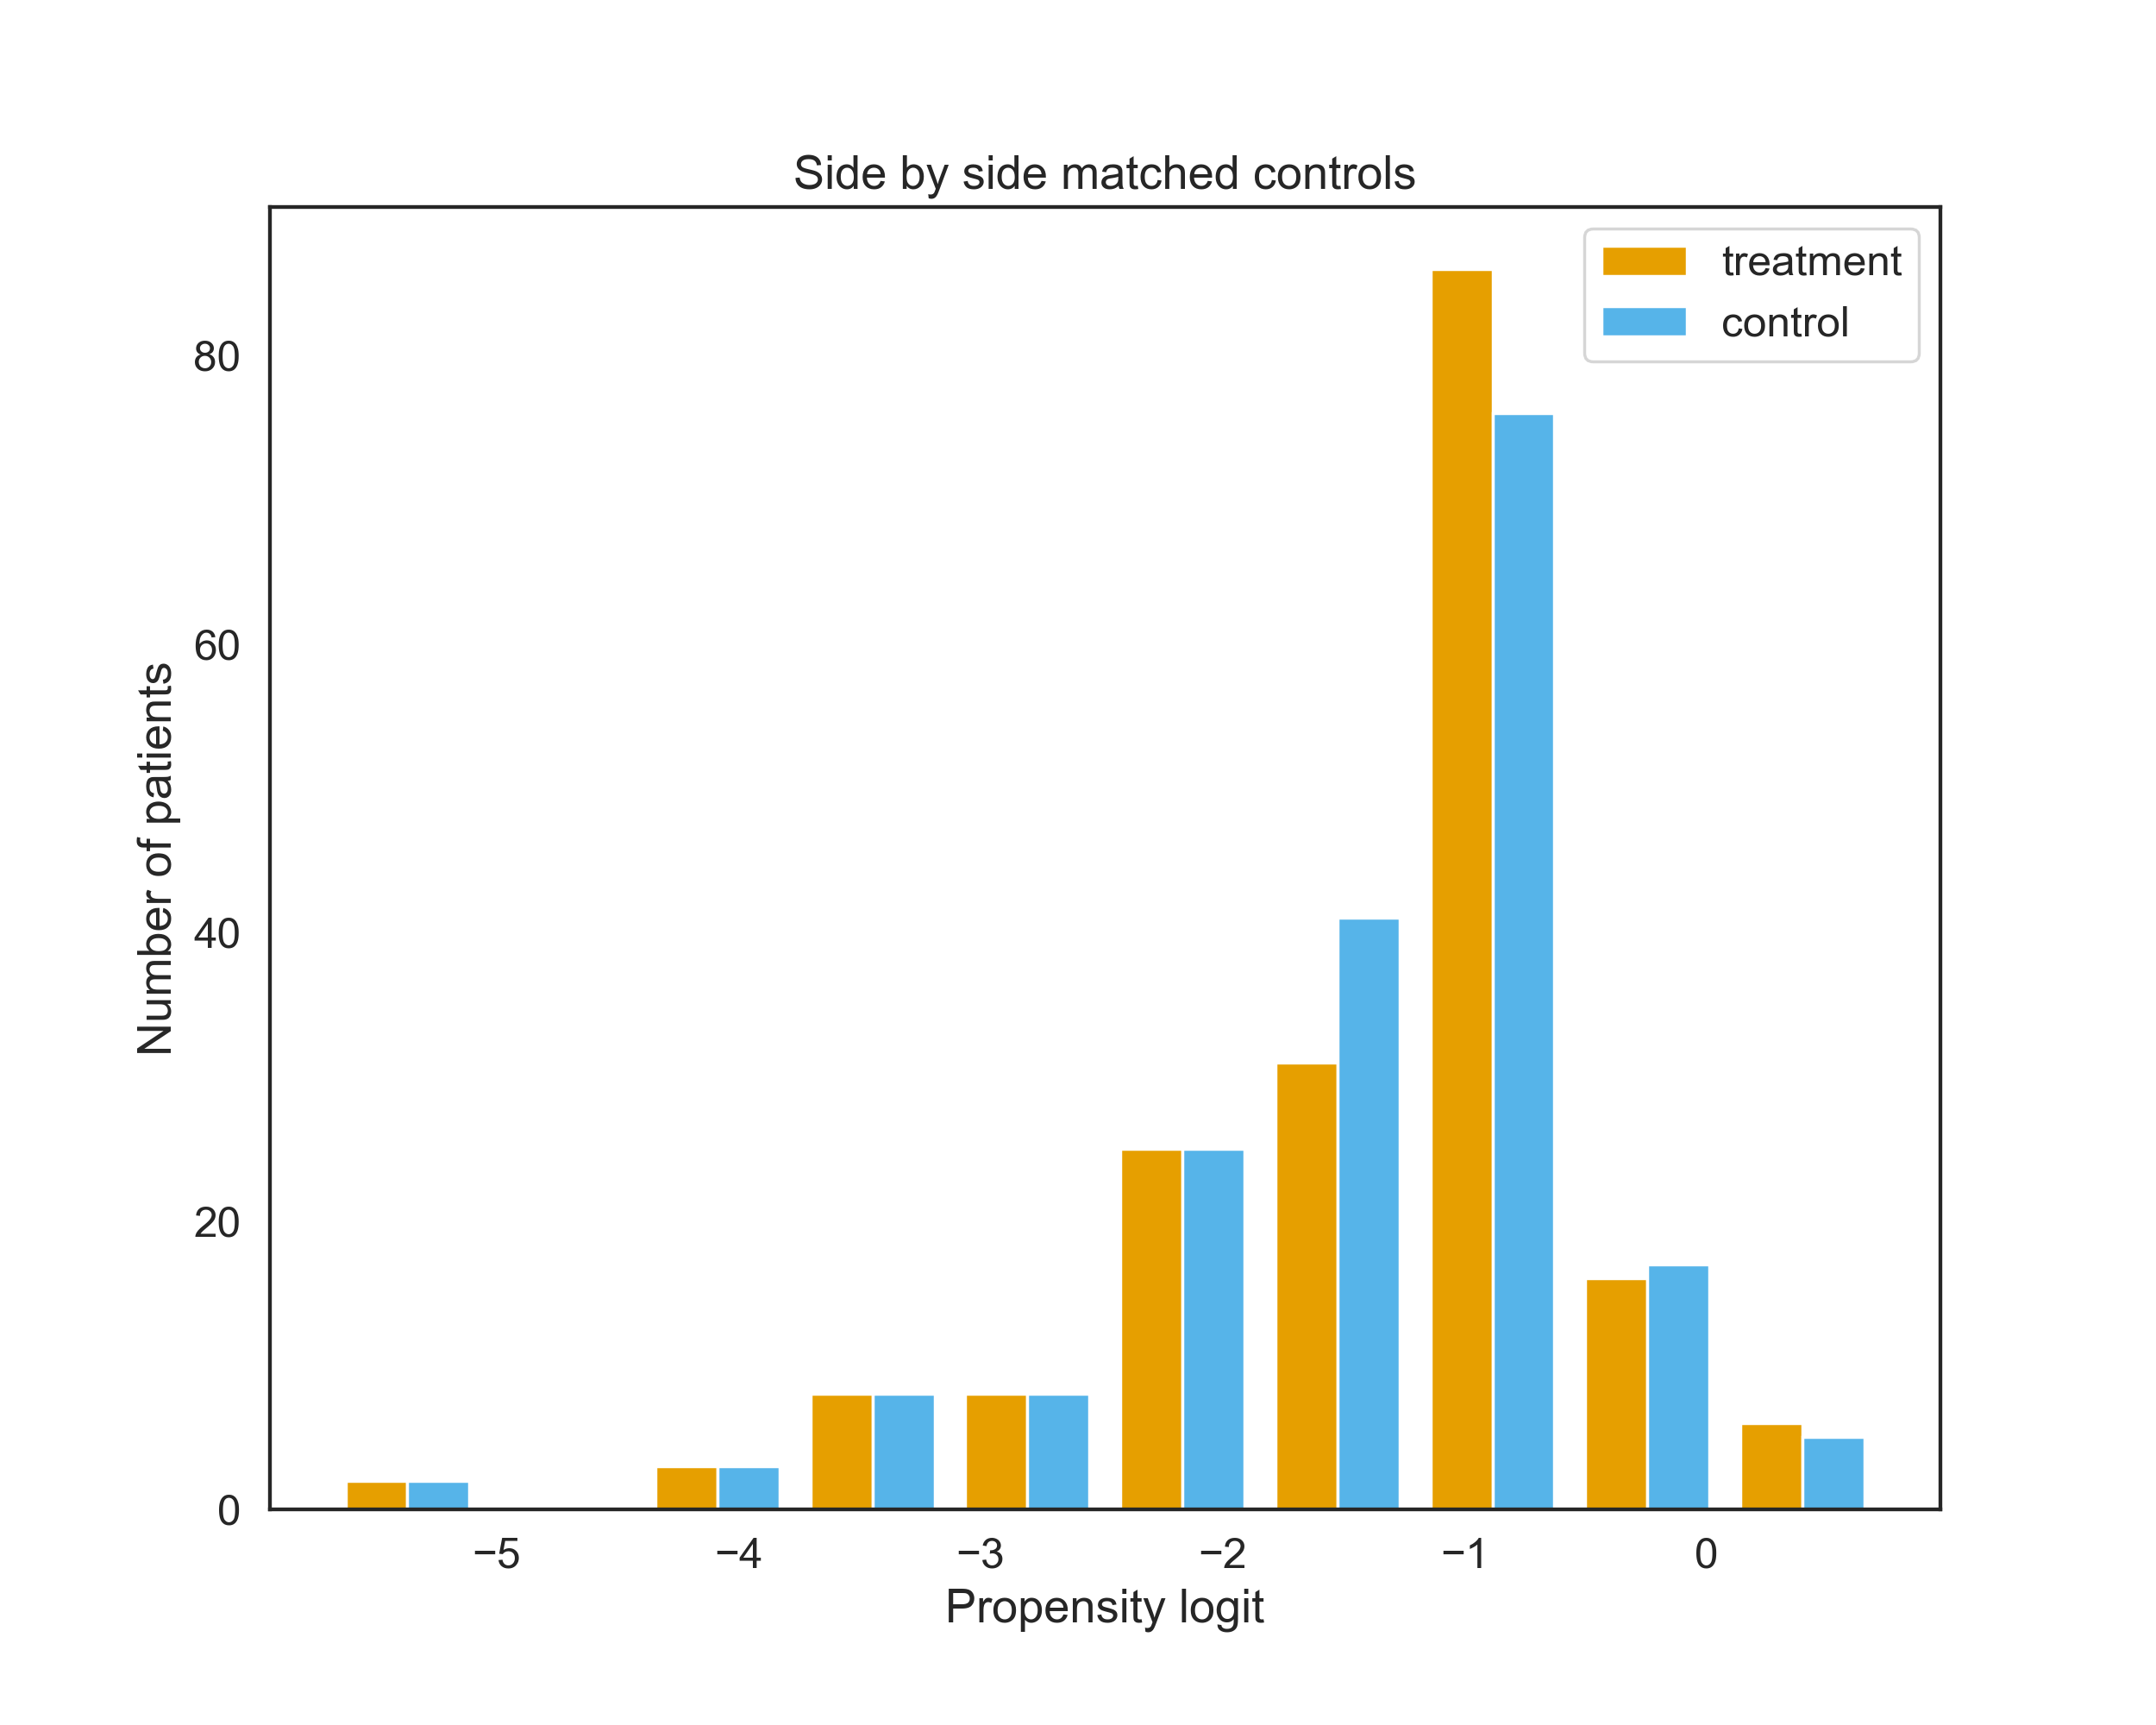 Side by side matched controls
treatment
control
Number of patients
80
60
40
20
0
−5 −4 −3 −2 −1 0
Propensity logit